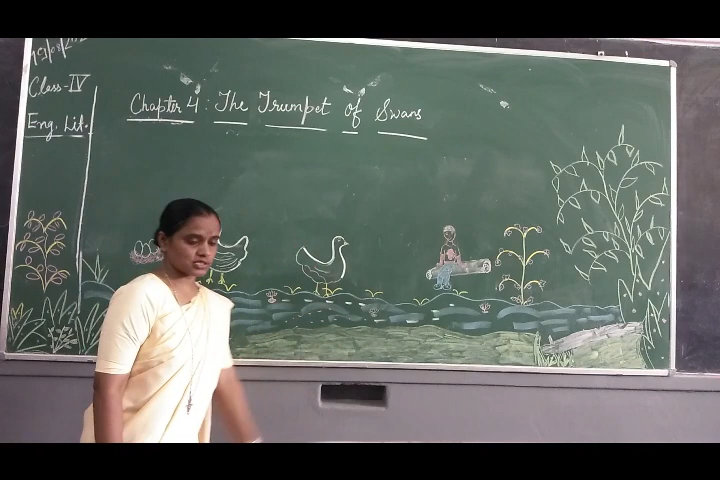 Class-IV
Eng. Lit.
Chapter 4 : The Trumpet of Swans